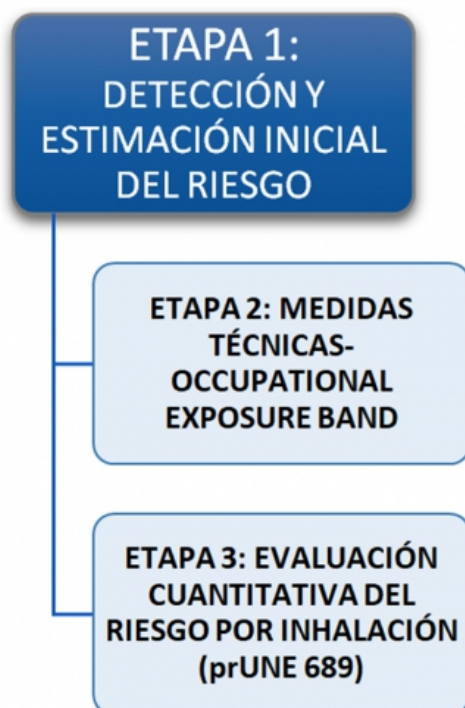 ETAPA 1:
DETECCIÓN Y
ESTIMACIÓN INICIAL
DEL RIESGO
ETAPA 2: MEDIDAS
TÉCNICAS-
OCCUPATIONAL
EXPOSURE BAND
ETAPA 3: EVALUACIÓN
CUANTITATIVA DEL
RIESGO POR INHALACIÓN
(prUNE 689)